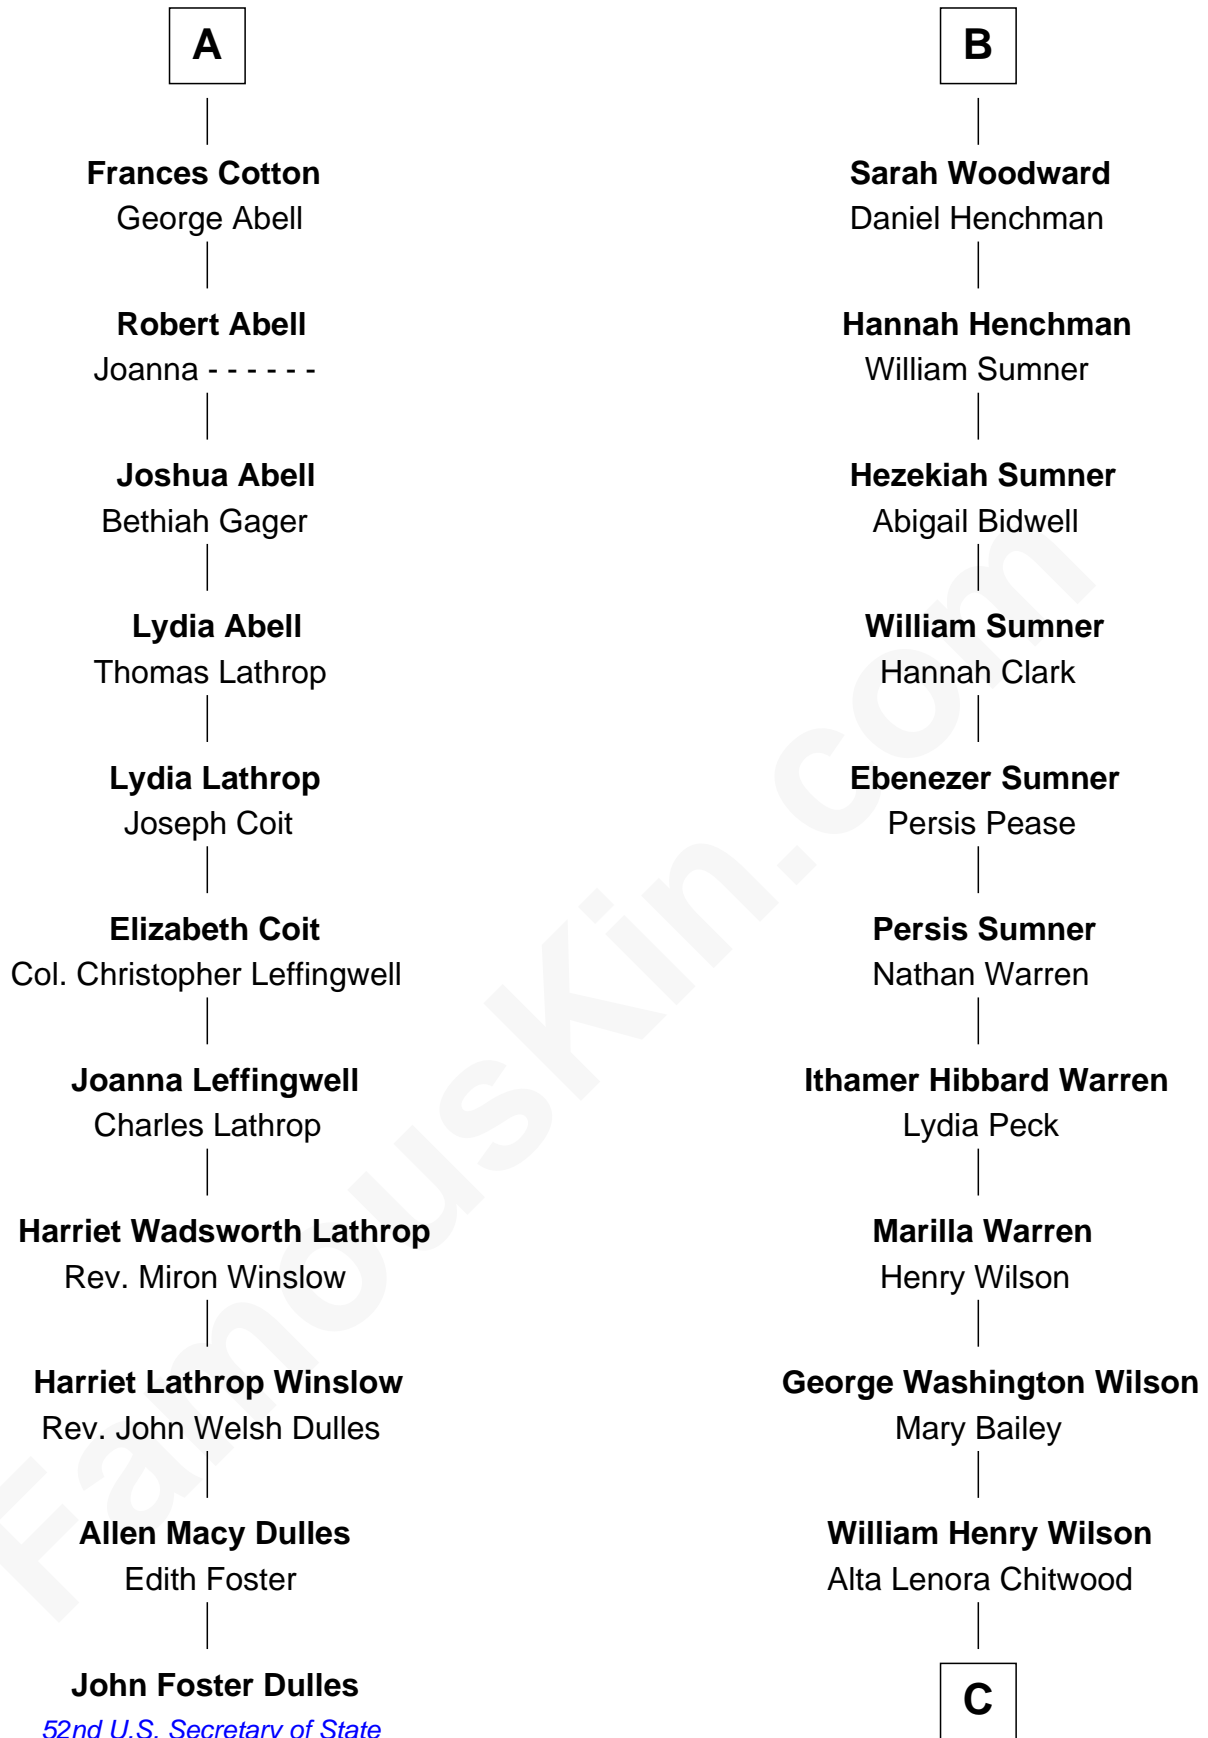 A
Frances Cotton
George Abell
Robert Abell
Joanna - - - - - -
Joshua Abell
Bethiah Gager
Lydia Abell
Thomas Lathrop
Lydia Lathrop
Joseph Coit
Elizabeth Coit
Col. Christopher Leffingwell
Joanna Leffingwell
Charles Lathrop
Harriet Wadsworth Lathrop
Rev. Miron Winslow
Harriet Lathrop Winslow
Rev. John Welsh Dulles
Allen Macy Dulles
Edith Foster
John Foster Dulles
52nd U.S. Secretary of State
B
Sarah Woodward
Daniel Henchman
Hannah Henchman
William Sumner
Hezekiah Sumner
Abigail Bidwell
William Sumner
Hannah Clark
Ebenezer Sumner
Persis Pease
Persis Sumner
Nathan Warren
Ithamer Hibbard Warren
Lydia Peck
Marilla Warren
Henry Wilson
George Washington Wilson
Mary Bailey
William Henry Wilson
Alta Lenora Chitwood
C
FamousKin.com